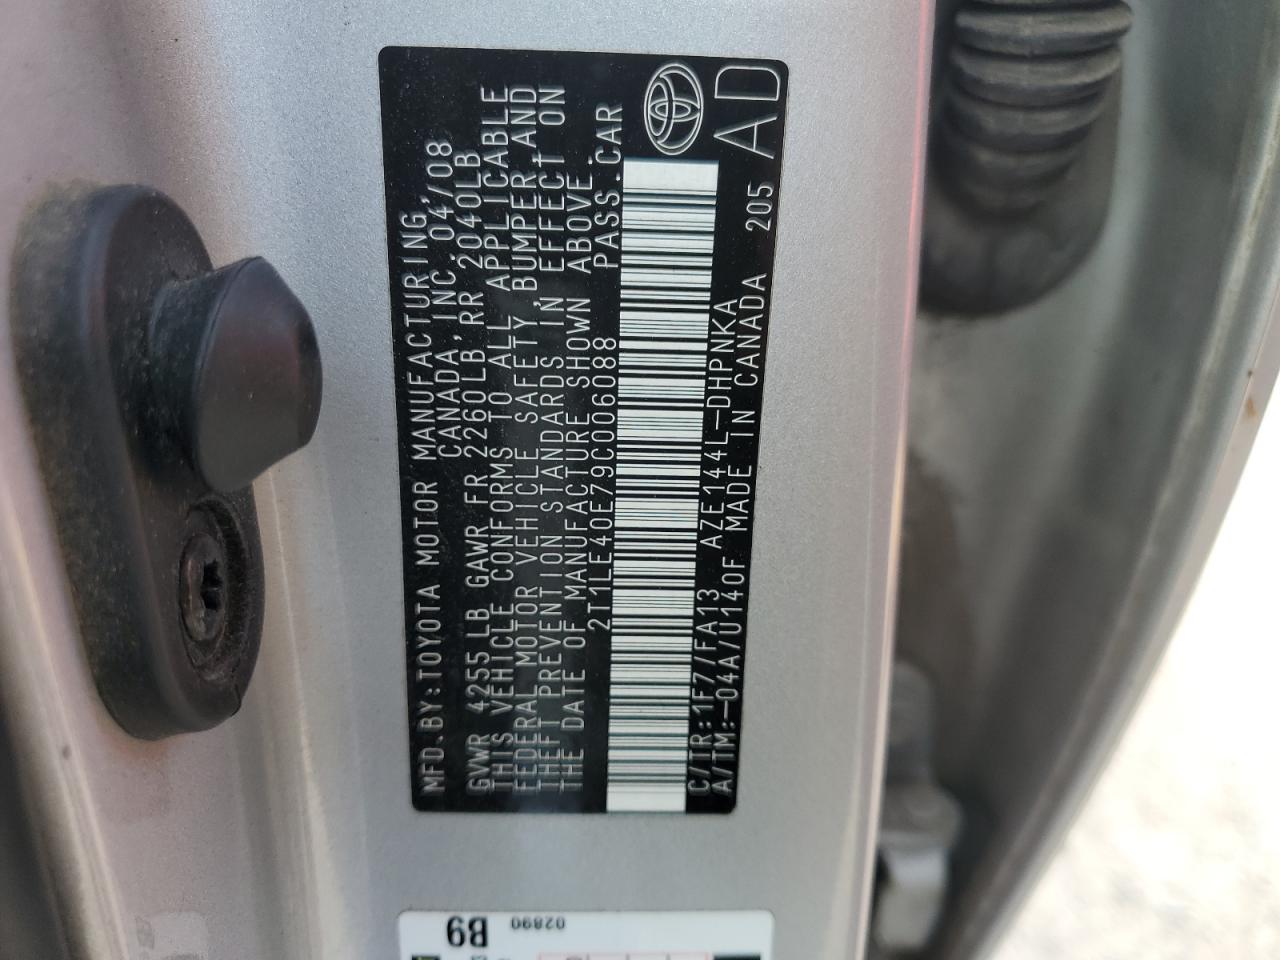 MFD.BY:TOYOTA MOTOR MANUFACTURING,
CANADA,INC. 04/08
GVWR 4255LB GAWR FR 2260LB,RR 2040LB
THIS VEHICLE CONFORMS TO ALL APPLICABLE
FEDERAL MOTOR VEHICLE SAFETY,BUMPER,AND
THEFT PREVENTION STANDARDS IN EFFECT ON
THE DATE OF MANUFACTURE SHOWN ABOVE.
2T1LE40E79C006088 PASS.CAR
C/TR:1F7/FA13 AZE144L-DHPNKA
A/TM:-04A/U140F MADE IN CANADA 205
AD
B9 02890